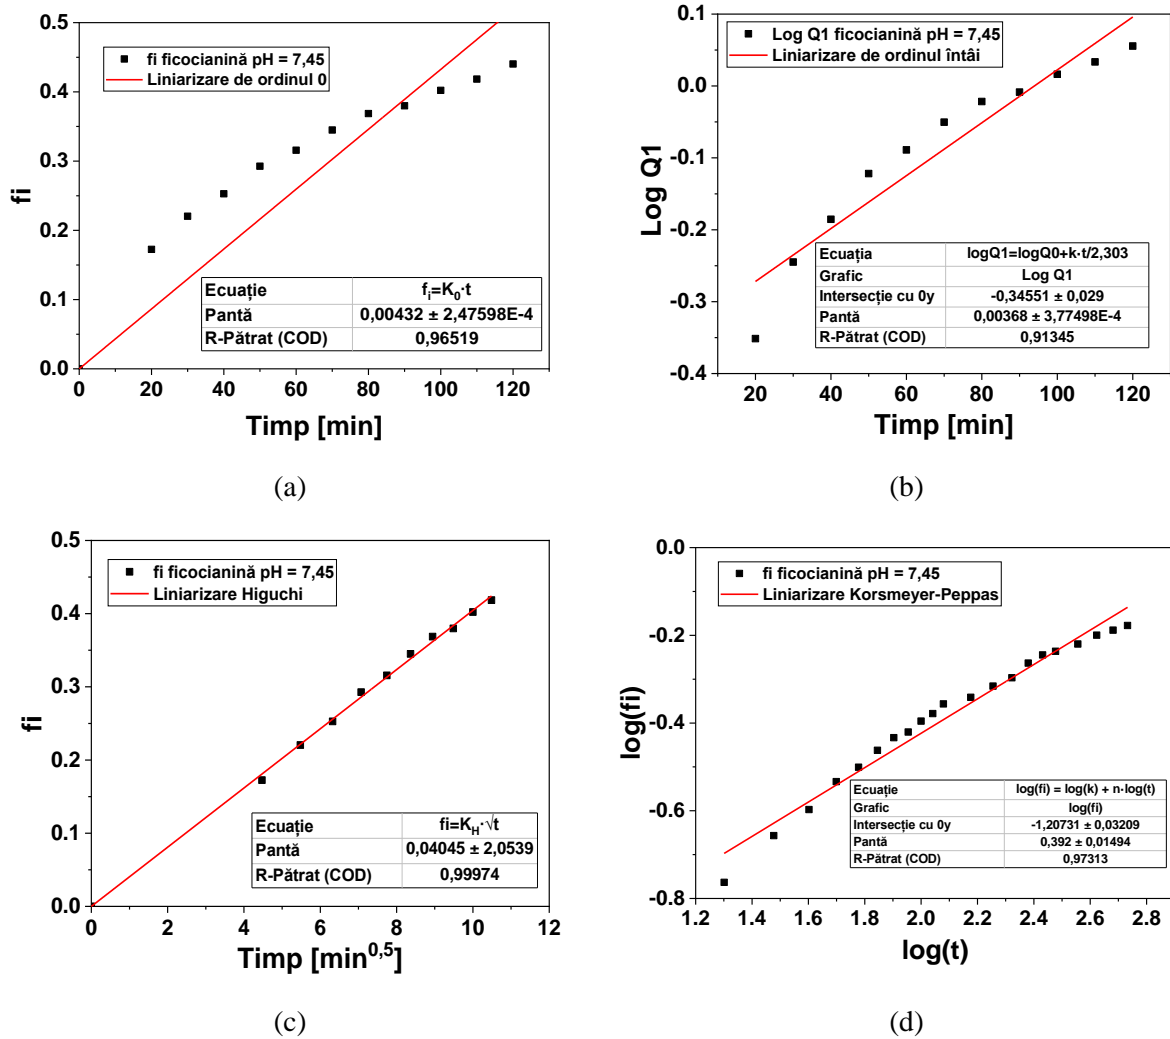 fi ficocianină pH = 7,45
Liniarizare de ordinul 0
fi
0.5
0.4
0.3
0.2
0.1
0.0
Ecuație fᵢ=K₀·t
Pantă 0,00432 ± 2,47598E-4
R-Pătrat (COD) 0,96519
0 20 40 60 80 100 120
Timp [min]
(a)
Log Q1 ficocianină pH = 7,45
Liniarizare de ordinul întâi
Log Q1
0.1
0.0
-0.1
-0.2
-0.3
-0.4
Ecuația logQ1=logQ0+k·t/2,303
Grafic Log Q1
Intersecție cu 0y -0,34551 ± 0,029
Pantă 0,00368 ± 3,77498E-4
R-Pătrat (COD) 0,91345
20 40 60 80 100 120
Timp [min]
(b)
fi ficocianină pH = 7,45
Liniarizare Higuchi
fi
0.5
0.4
0.3
0.2
0.1
0.0
Ecuație fi=K_H·√t
Pantă 0,04045 ± 2,0539
R-Pătrat (COD) 0,99974
0 2 4 6 8 10 12
Timp [min^0,5]
(c)
fi ficocianină pH = 7,45
Liniarizare Korsmeyer-Peppas
log(fi)
0.0
-0.2
-0.4
-0.6
-0.8
Ecuație log(fi) = log(k) + n·log(t)
Grafic log(fi)
Intersecție cu 0y -1,20731 ± 0,03209
Pantă 0,392 ± 0,01494
R-Pătrat (COD) 0,97313
1.2 1.4 1.6 1.8 2.0 2.2 2.4 2.6 2.8
log(t)
(d)